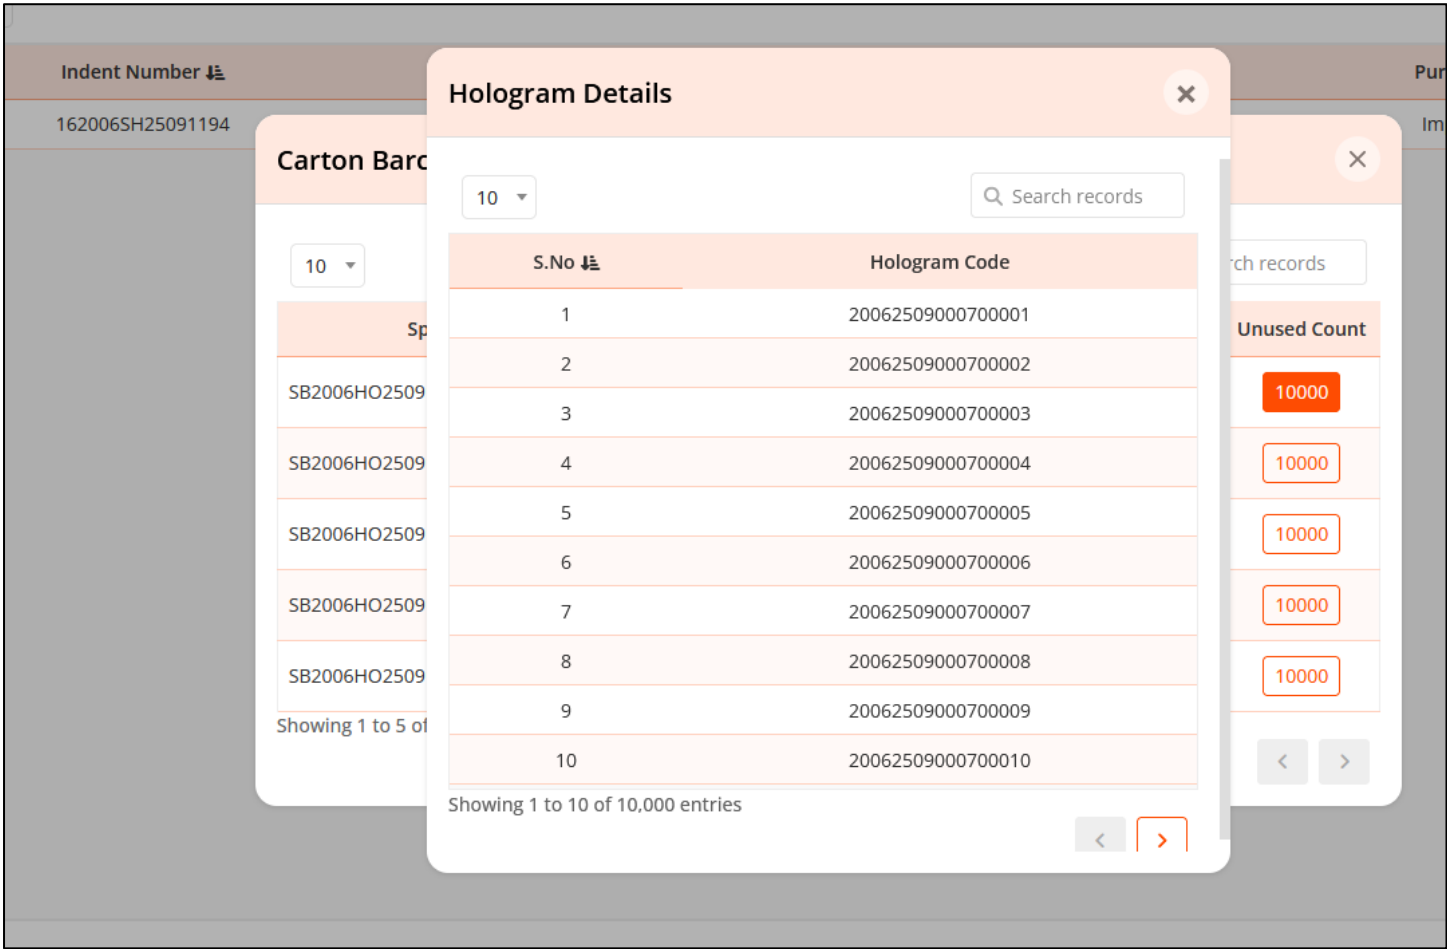 Indent Number
Pur
162006SH25091194
Im
Hologram Details
Carton Barc
10
Search records
10
rch records
S.No
Hologram Code
Sp
Unused Count
1 20062509000700001
2 20062509000700002
3 20062509000700003
4 20062509000700004
5 20062509000700005
6 20062509000700006
7 20062509000700007
8 20062509000700008
9 20062509000700009
10 20062509000700010
SB2006HO2509
10000
SB2006HO2509
10000
SB2006HO2509
10000
SB2006HO2509
10000
SB2006HO2509
10000
Showing 1 to 5 of
Showing 1 to 10 of 10,000 entries